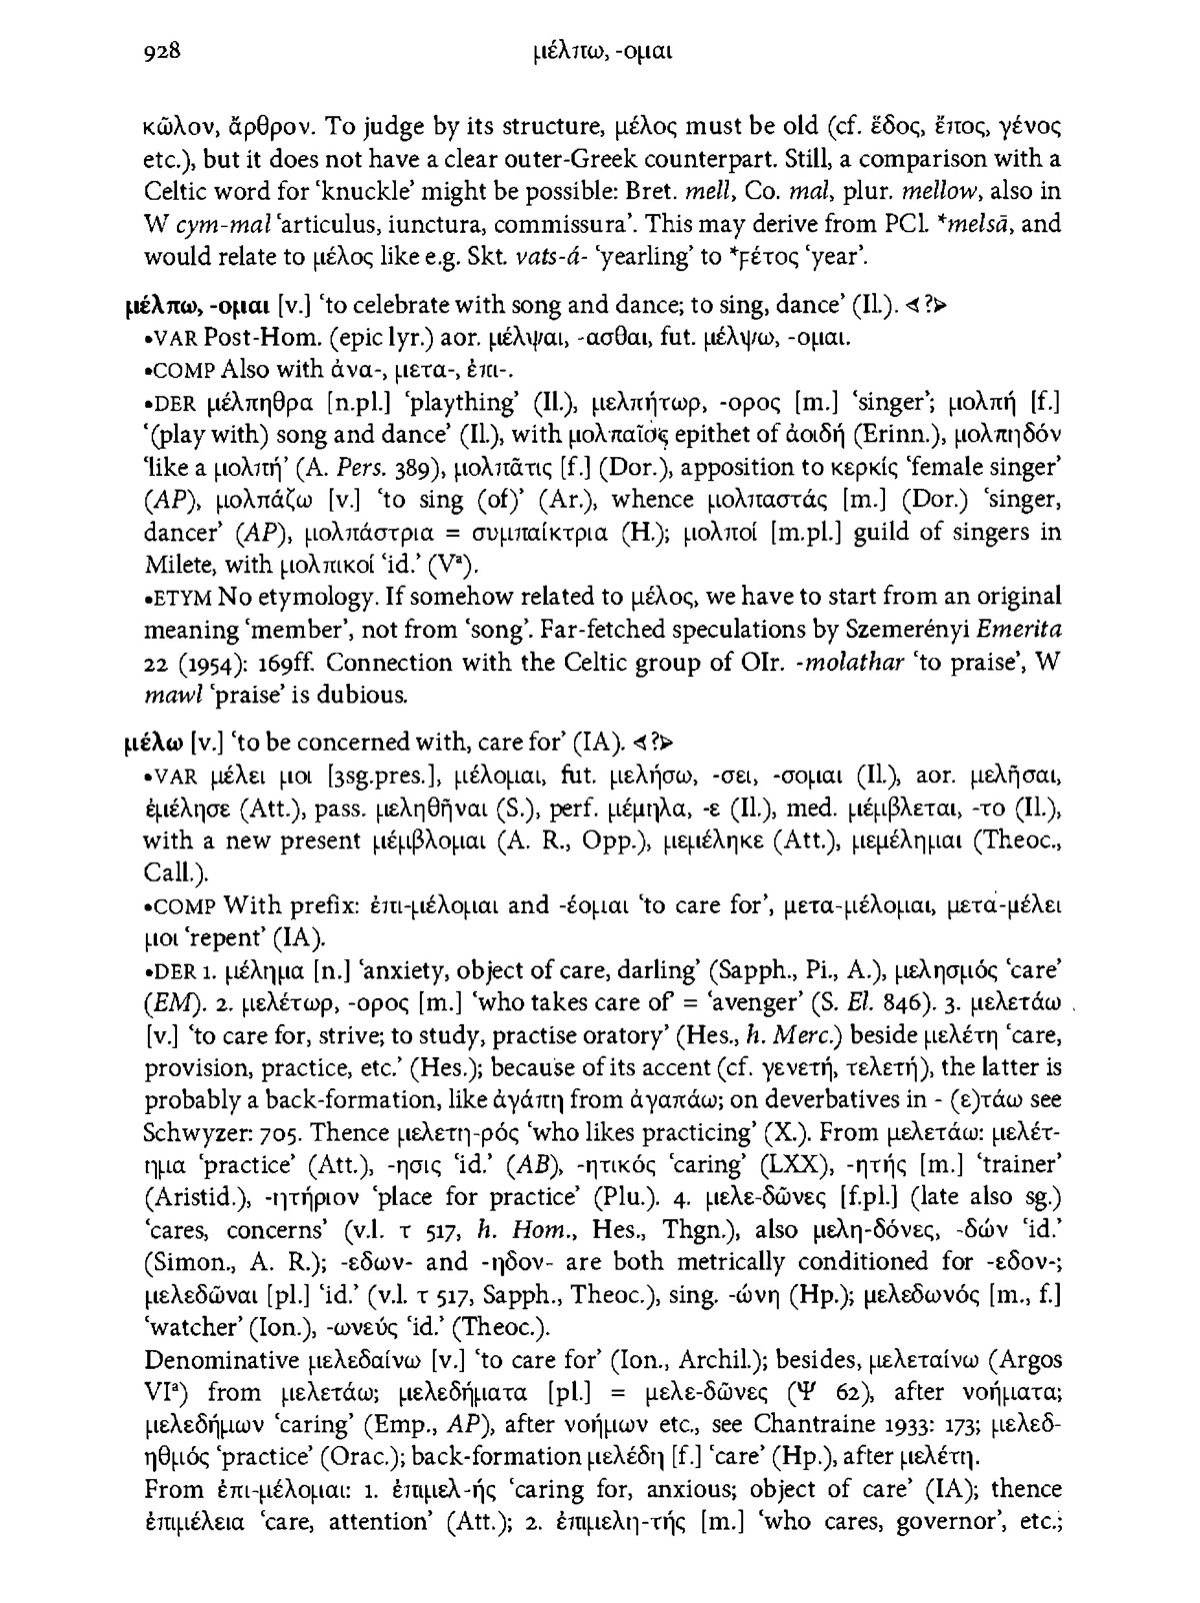 928
μέλπω, -ομαι
κῶλον, ἄρθρον. To judge by its structure, μέλος must be old (cf. ἕδος, ἔπος, γένος
etc.), but it does not have a clear outer-Greek counterpart. Still, a comparison with a
Celtic word for ‘knuckle’ might be possible: Bret. mell, Co. mal, plur. mellow, also in
W cym-mal ‘articulus, iunctura, commissura’. This may derive from PCl. *melsā, and
would relate to μέλος like e.g. Skt. vats-á- ‘yearling’ to *ϝέτος ‘year’.
μέλπω, -ομαι [v.] ‘to celebrate with song and dance; to sing, dance’ (Il.). ⋖?⋗
•VAR Post-Hom. (epic lyr.) aor. μέλψαι, -ασθαι, fut. μέλψω, -ομαι.
•COMP Also with ἀνα-, μετα-, ἐπι-.
•DER μέλπηθρα [n.pl.] ‘plaything’ (Il.), μελπήτωρ, -ορος [m.] ‘singer’; μολπή [f.]
‘(play with) song and dance’ (Il.), with μολπαῖος epithet of ἀοιδή (Erinn.), μολπηδόν
‘like a μολπή’ (A. Pers. 389), μολπᾶτις [f.] (Dor.), apposition to κερκίς ‘female singer’
(AP), μολπάζω [v.] ‘to sing (of)’ (Ar.), whence μολπαστάς [m.] (Dor.) ‘singer,
dancer’ (AP), μολπάστρια = συμπαίκτρια (H.); μολποί [m.pl.] guild of singers in
Milete, with μολπικοί ‘id.’ (Vª).
•ETYM No etymology. If somehow related to μέλος, we have to start from an original
meaning ‘member’, not from ‘song’. Far-fetched speculations by Szemerényi Emerita
22 (1954): 169ff. Connection with the Celtic group of OIr. -molathar ‘to praise’, W
mawl ‘praise’ is dubious.
μέλω [v.] ‘to be concerned with, care for’ (IA). ⋖?⋗
•VAR μέλει μοι [3sg.pres.], μέλομαι, fut. μελήσω, -σει, -σομαι (Il.), aor. μελῆσαι,
ἐμέλησε (Att.), pass. μεληθῆναι (S.), perf. μέμηλα, -ε (Il.), med. μέμβλεται, -το (Il.),
with a new present μέμβλομαι (A. R., Opp.), μεμέληκε (Att.), μεμέλημαι (Theoc.,
Call.).
•COMP With prefix: ἐπι-μέλομαι and -έομαι ‘to care for’, μετα-μέλομαι, μετα-μέλει
μοι ‘repent’ (IA).
•DER 1. μέλημα [n.] ‘anxiety, object of care, darling’ (Sapph., Pi., A.), μελησμός ‘care’
(EM). 2. μελέτωρ, -ορος [m.] ‘who takes care of’ = ‘avenger’ (S. El. 846). 3. μελετάω
[v.] ‘to care for, strive; to study, practise oratory’ (Hes., h. Merc.) beside μελέτη ‘care,
provision, practice, etc.’ (Hes.); because of its accent (cf. γενετή, τελετή), the latter is
probably a back-formation, like ἀγάπη from ἀγαπάω; on deverbatives in - (ε)τάω see
Schwyzer: 705. Thence μελετη-ρός ‘who likes practicing’ (X.). From μελετάω: μελέτ-
ημα ‘practice’ (Att.), -ησις ‘id.’ (AB), -ητικός ‘caring’ (LXX), -ητής [m.] ‘trainer’
(Aristid.), -ητήριον ‘place for practice’ (Plu.). 4. μελε-δῶνες [f.pl.] (late also sg.)
‘cares, concerns’ (v.l. τ 517, h. Hom., Hes., Thgn.), also μελη-δόνες, -δών ‘id.’
(Simon., A. R.); -εδων- and -ηδον- are both metrically conditioned for -εδον-;
μελεδῶναι [pl.] ‘id.’ (v.l. τ 517, Sapph., Theoc.), sing. -ώνη (Hp.); μελεδωνός [m., f.]
‘watcher’ (Ion.), -ωνεύς ‘id.’ (Theoc.).
Denominative μελεδαίνω [v.] ‘to care for’ (Ion., Archil.); besides, μελεταίνω (Argos
VIª) from μελετάω; μελεδήματα [pl.] = μελε-δῶνες (Ψ 62), after νοήματα;
μελεδήμων ‘caring’ (Emp., AP), after νοήμων etc., see Chantraine 1933: 173; μελεδ-
ηθμός ‘practice’ (Orac.); back-formation μελέδη [f.] ‘care’ (Hp.), after μελέτη.
From ἐπι-μέλομαι: 1. ἐπιμελ-ής ‘caring for, anxious; object of care’ (IA); thence
ἐπιμέλεια ‘care, attention’ (Att.); 2. ἐπιμελη-τής [m.] ‘who cares, governor’, etc.;